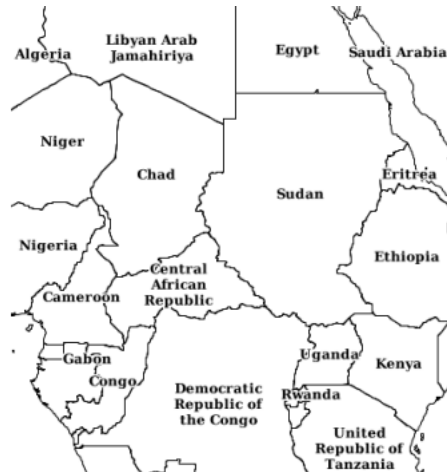 Libyan Arab
Jamahiriya
Algeria
Egypt
Saudi Arabia
Niger
Chad
Sudan
Eritrea
Nigeria
Ethiopia
Central
African
Republic
Cameroon
Gabon
Congo
Uganda
Kenya
Democratic
Republic of
the Congo
Rwanda
United
Republic of
Tanzania